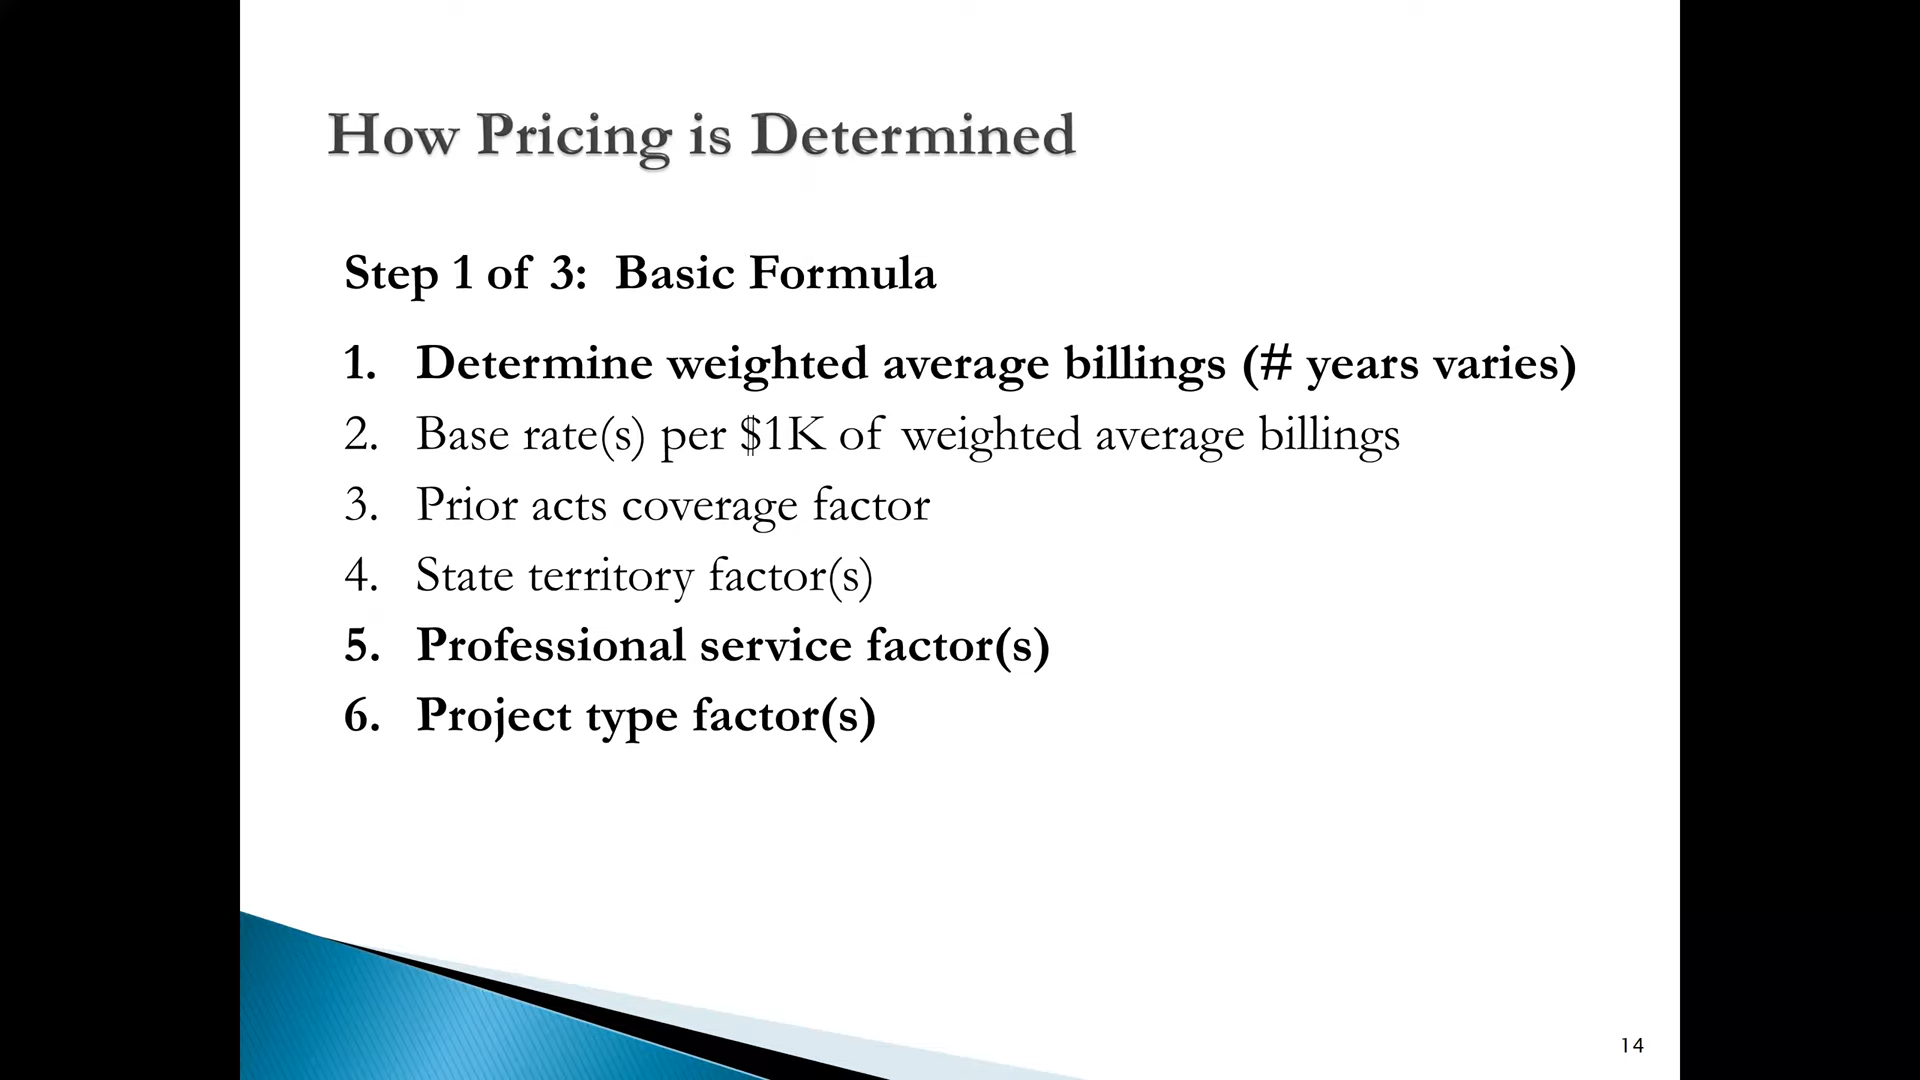 How Pricing is Determined
Step 1 of 3: Basic Formula
1. Determine weighted average billings (# years varies)
2. Base rate(s) per $1K of weighted average billings
3. Prior acts coverage factor
4. State territory factor(s)
5. Professional service factor(s)
6. Project type factor(s)
14